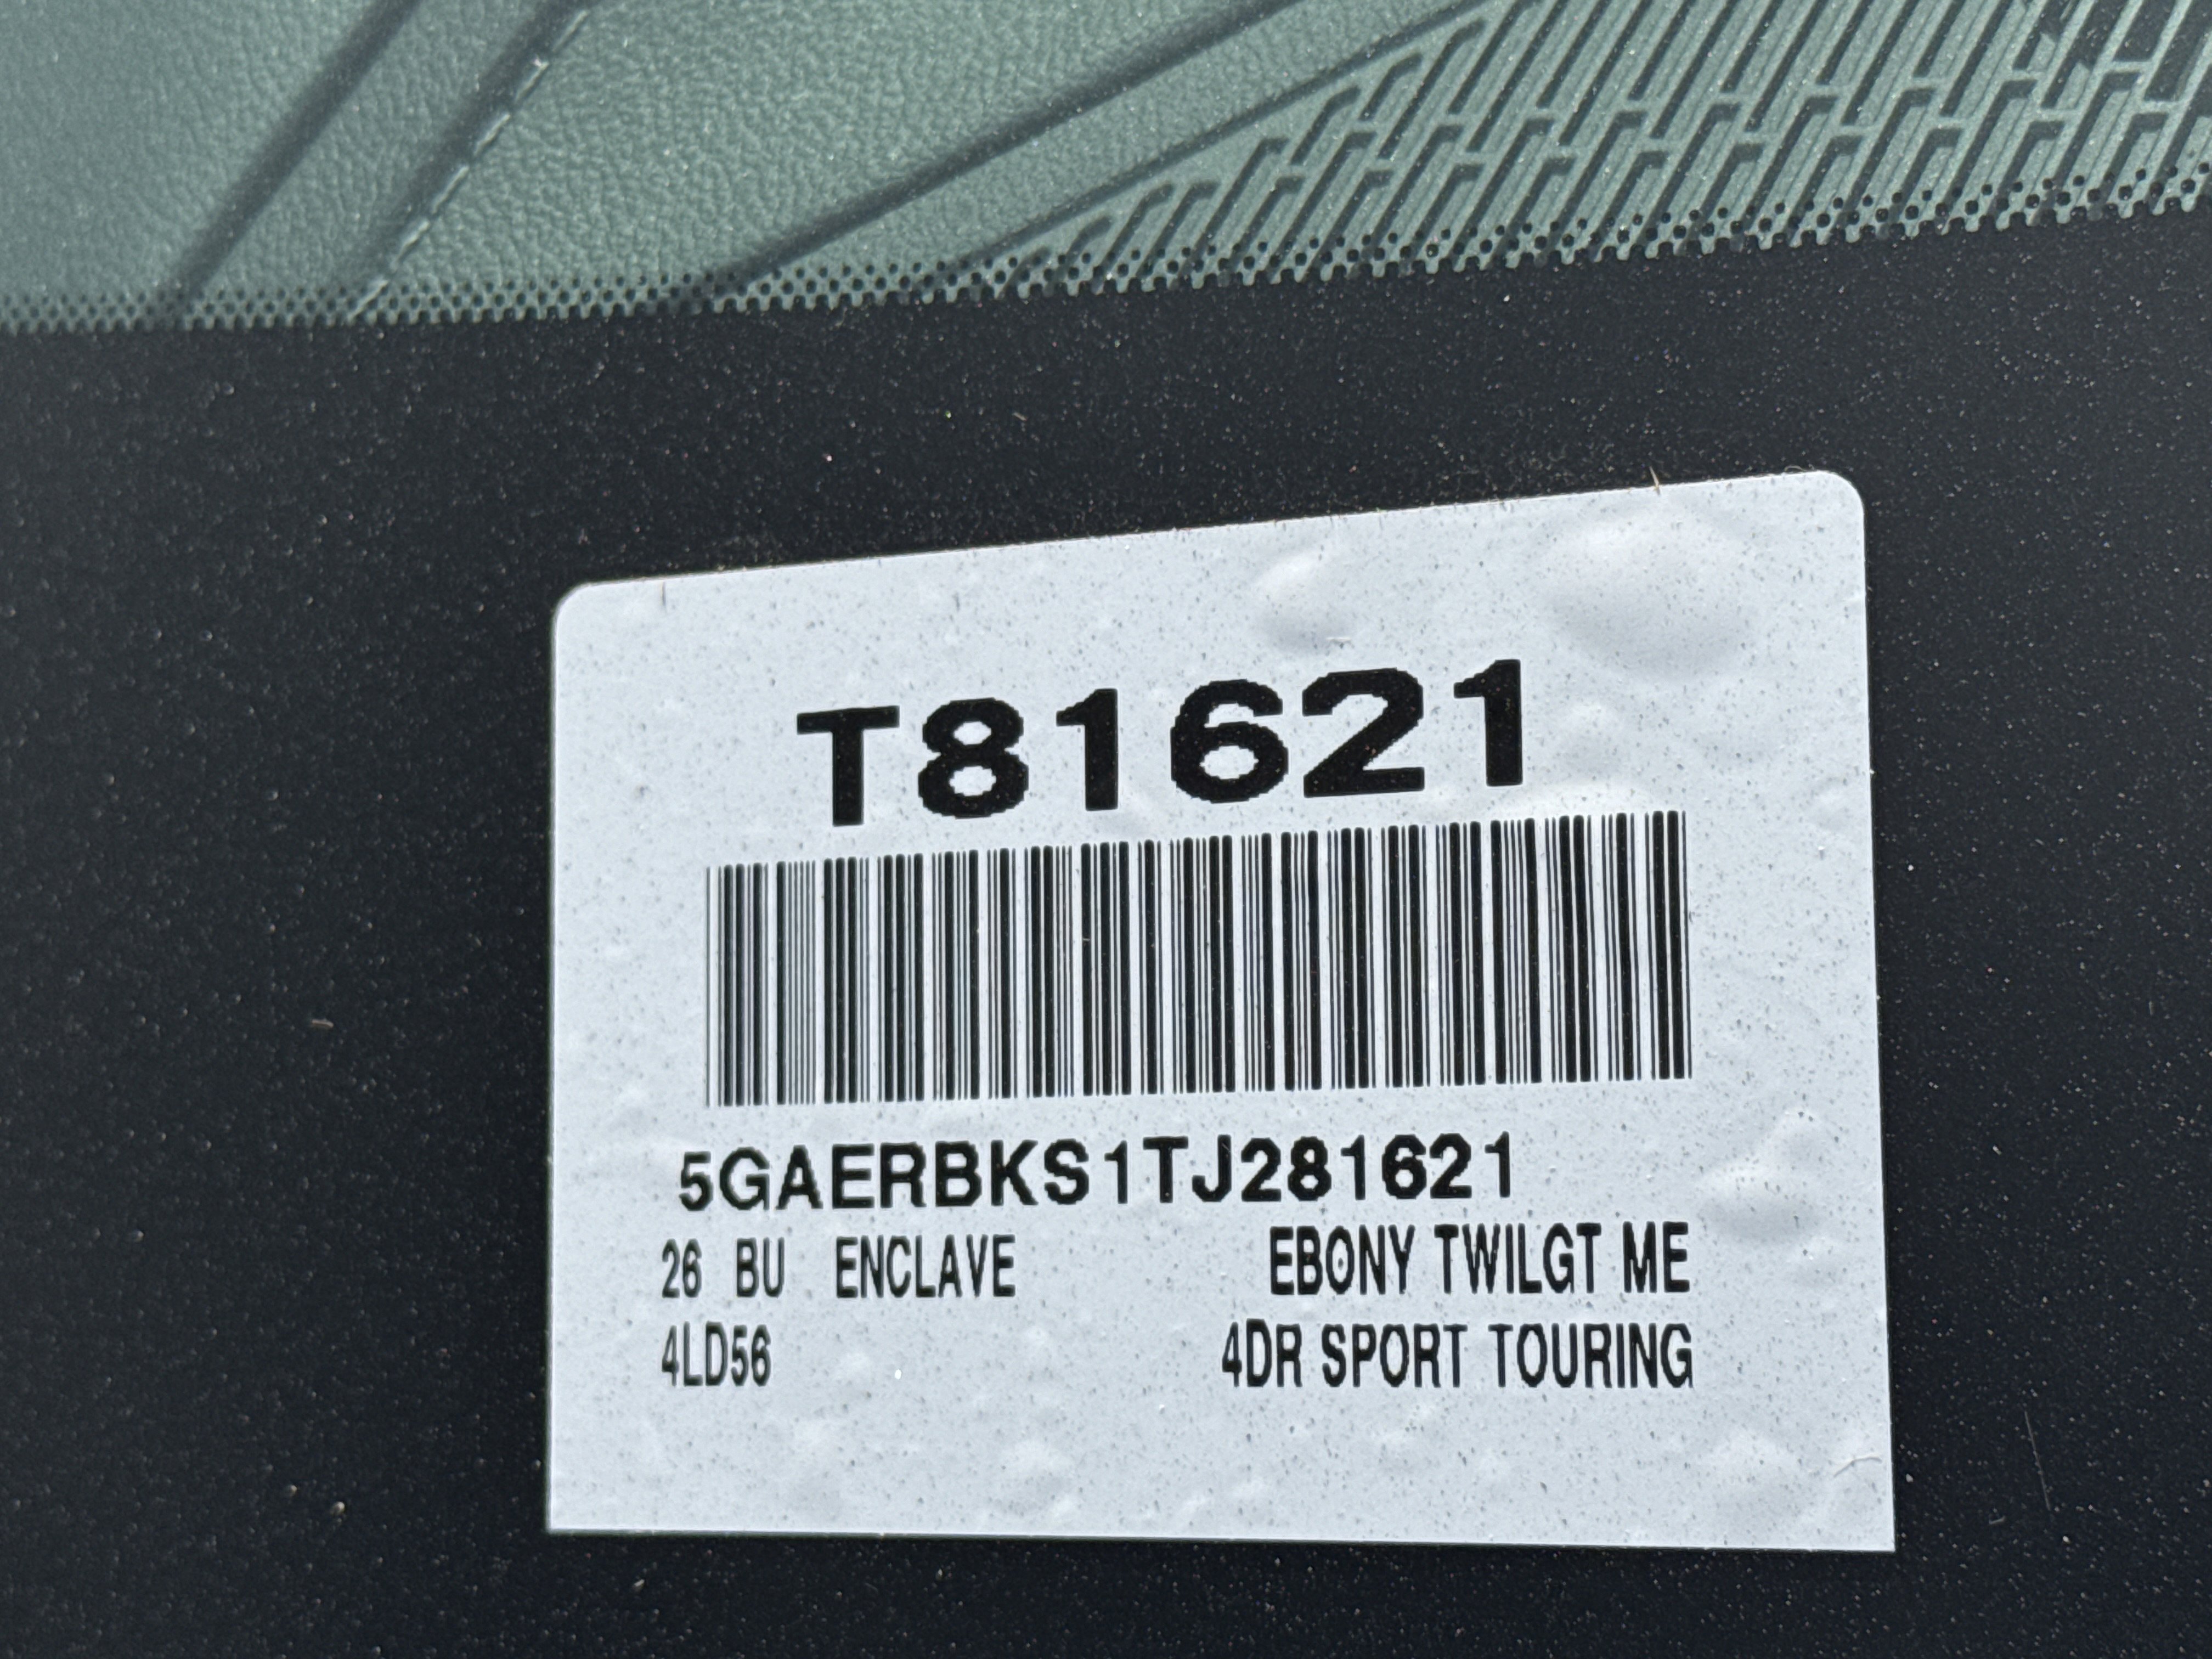 T81621
5GAERBKS1TJ281621
26 BU ENCLAVE EBONY TWILGT ME
4LD56 4DR SPORT TOURING